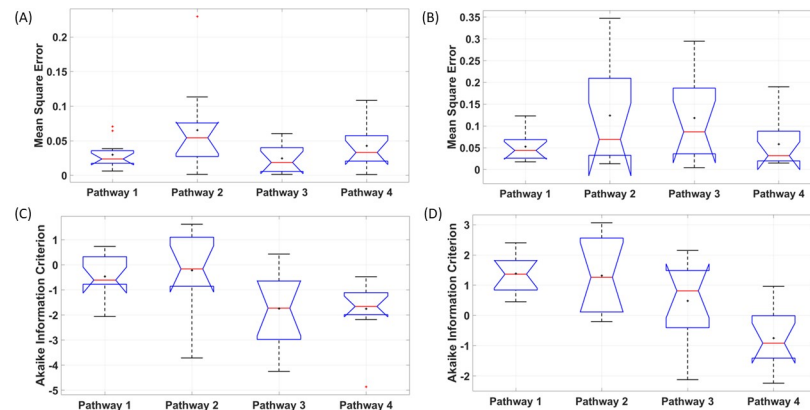 (A)
Mean Square Error
0.2
0.15
0.1
0.05
0
Pathway 1 Pathway 2 Pathway 3 Pathway 4
(B)
Mean Square Error
0.35
0.3
0.25
0.2
0.15
0.1
0.05
0
Pathway 1 Pathway 2 Pathway 3 Pathway 4
(C)
Akaike Information Criterion
1
0
-1
-2
-3
-4
-5
Pathway 1 Pathway 2 Pathway 3 Pathway 4
(D)
Akaike Information Criterion
3
2
1
0
-1
-2
Pathway 1 Pathway 2 Pathway 3 Pathway 4